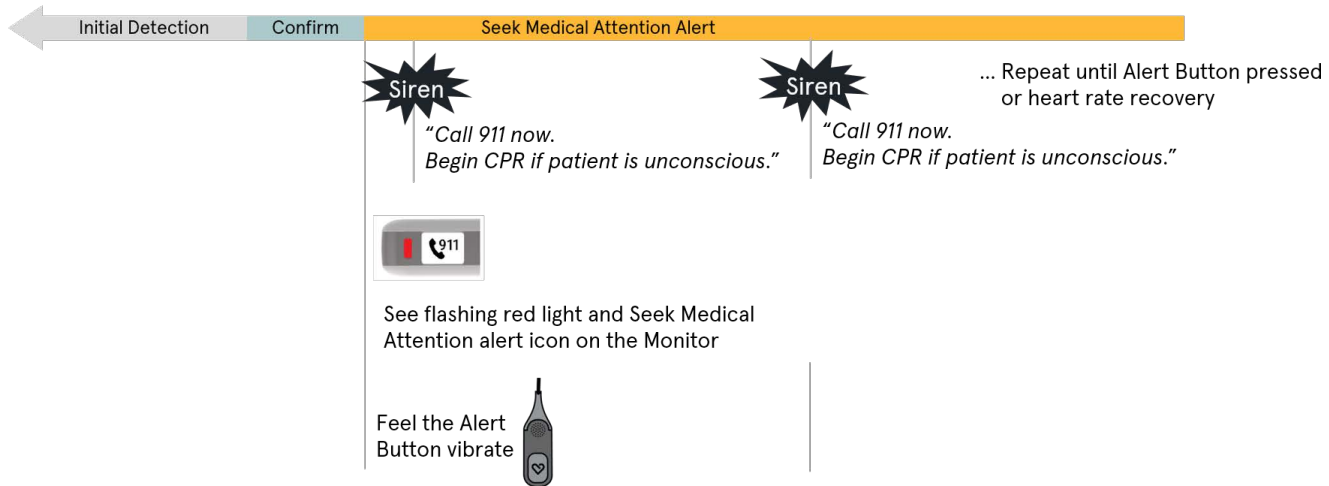 Initial Detection
Confirm
Seek Medical Attention Alert
Siren
“Call 911 now.
Begin CPR if patient is unconscious.”
Siren
“Call 911 now.
Begin CPR if patient is unconscious.”
... Repeat until Alert Button pressed
or heart rate recovery
911
See flashing red light and Seek Medical
Attention alert icon on the Monitor
Feel the Alert
Button vibrate